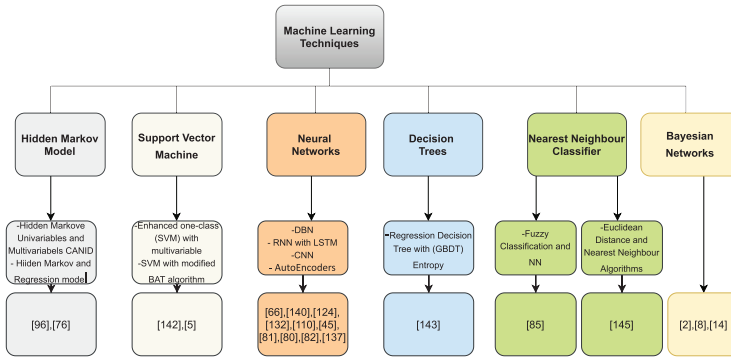 Machine Learning
Techniques
Hidden Markov
Model
Support Vector
Machine
Neural
Networks
Decision
Trees
Nearest Neighbour
Classifier
Bayesian
Networks
-Hidden Markove
Univariables and
Multivariabels CANID
- Hiiden Markov and
Regression model
-Enhanced one-class
(SVM) with
multivariable
-SVM with modified
BAT algorithm
-DBN
- RNN with LSTM
-CNN
- AutoEncoders
-Regression Decision
Tree with (GBDT)
Entropy
-Fuzzy
Classification and
NN
-Euclidean
Distance and
Nearest Neighbour
Algorithms
[96],[76]
[142],[5]
[66],[140],[124],
[132],[110],[45],
[81],[80],[82],[137]
[143]
[85]
[145]
[2],[8],[14]